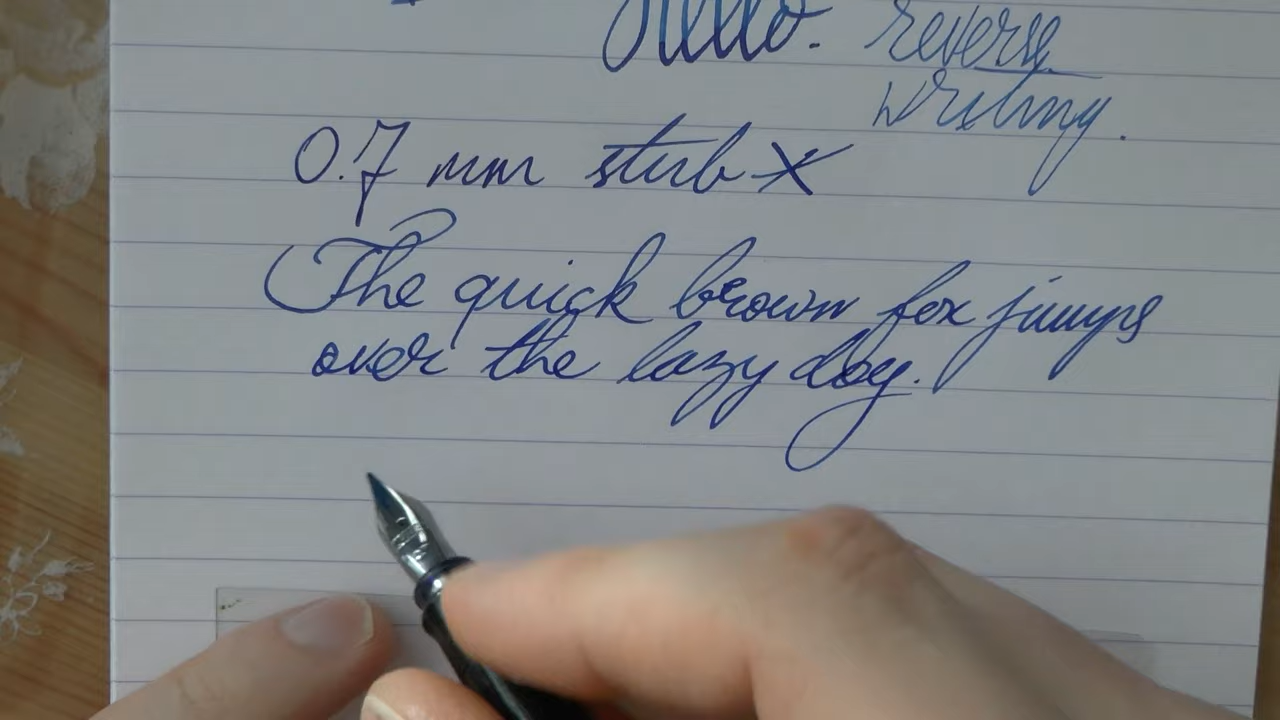 Hello. reverse
writing.
0.7 mm stub X
The quick brown fox jumps
over the lazy dog.